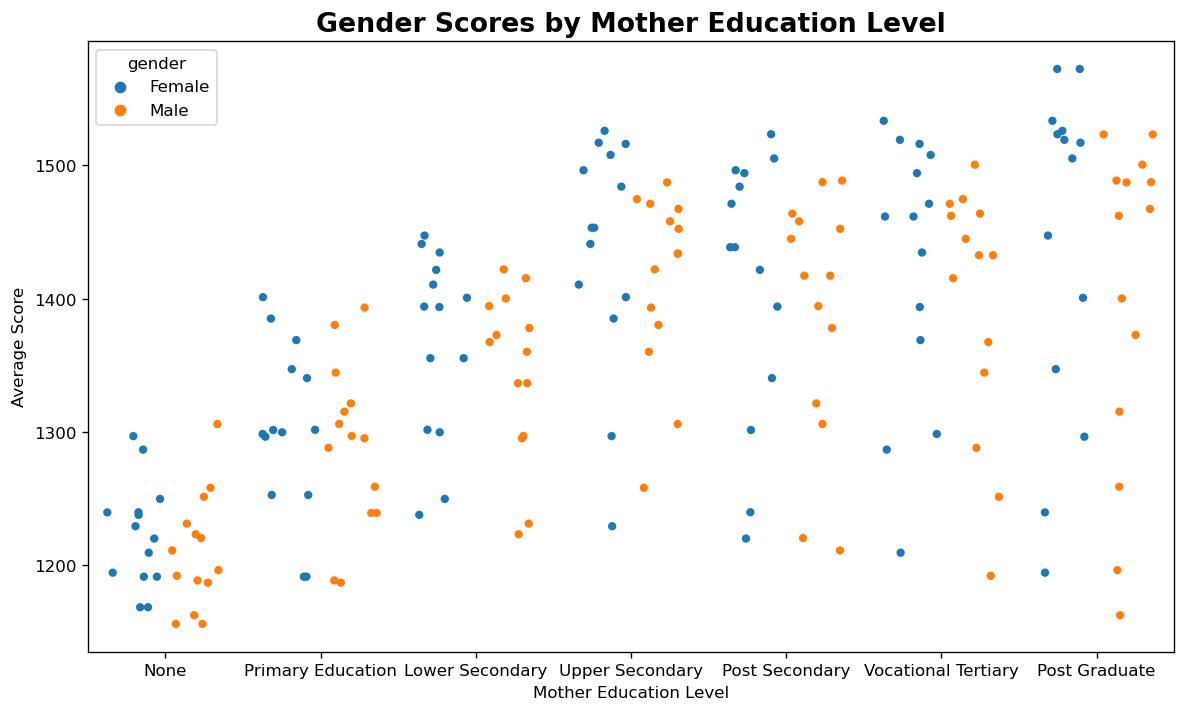 Gender Scores by Mother Education Level
gender
Female
Male
1500
1400
1300
1200
Average Score
None Primary Education Lower Secondary Upper Secondary Post Secondary Vocational Tertiary Post Graduate
Mother Education Level